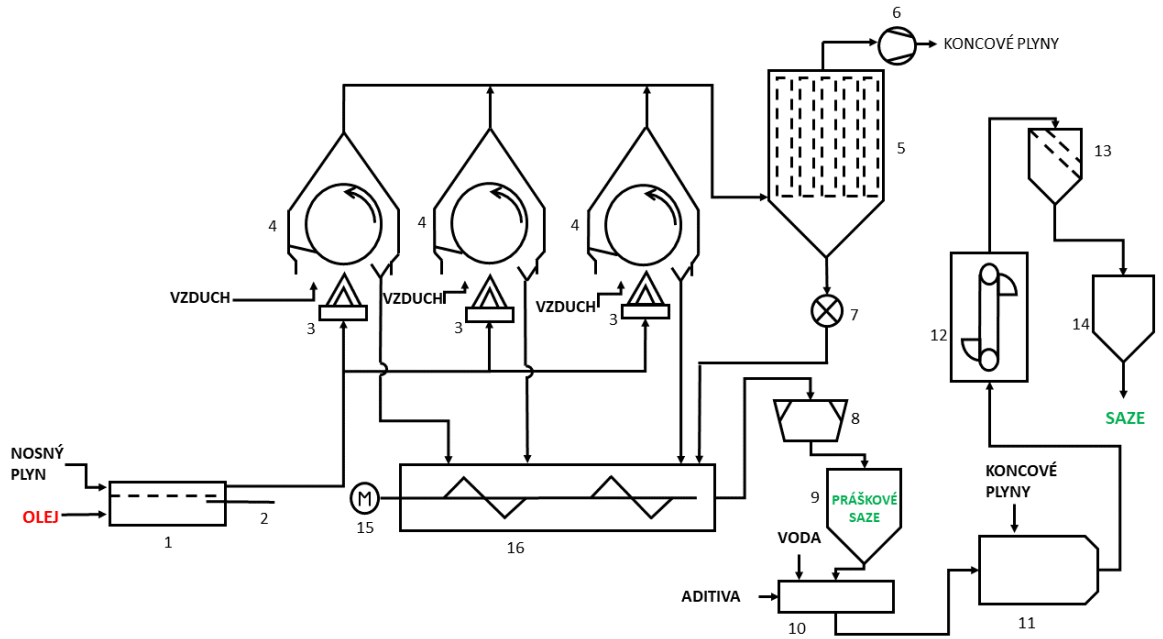 6
KONCOVÉ PLYNY
5
13
4
4
4
VZDUCH
VZDUCH
VZDUCH
3
3
3
7
12
14
SAZE
8
NOSNÝ
PLYN
OLEJ
2
1
M
15
16
9
PRÁŠKOVÉ
SAZE
KONCOVÉ
PLYNY
VODA
ADITIVA
10
11